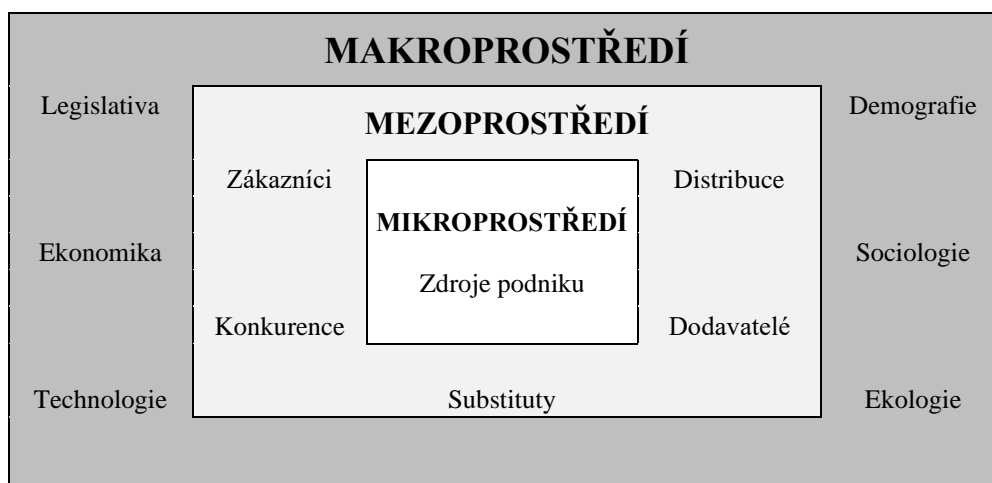 MAKROPROSTŘEDÍ
Legislativa
Demografie
MEZOPROSTŘEDÍ
Zákazníci
Distribuce
MIKROPROSTŘEDÍ
Ekonomika
Sociologie
Zdroje podniku
Konkurence
Dodavatelé
Technologie
Substituty
Ekologie